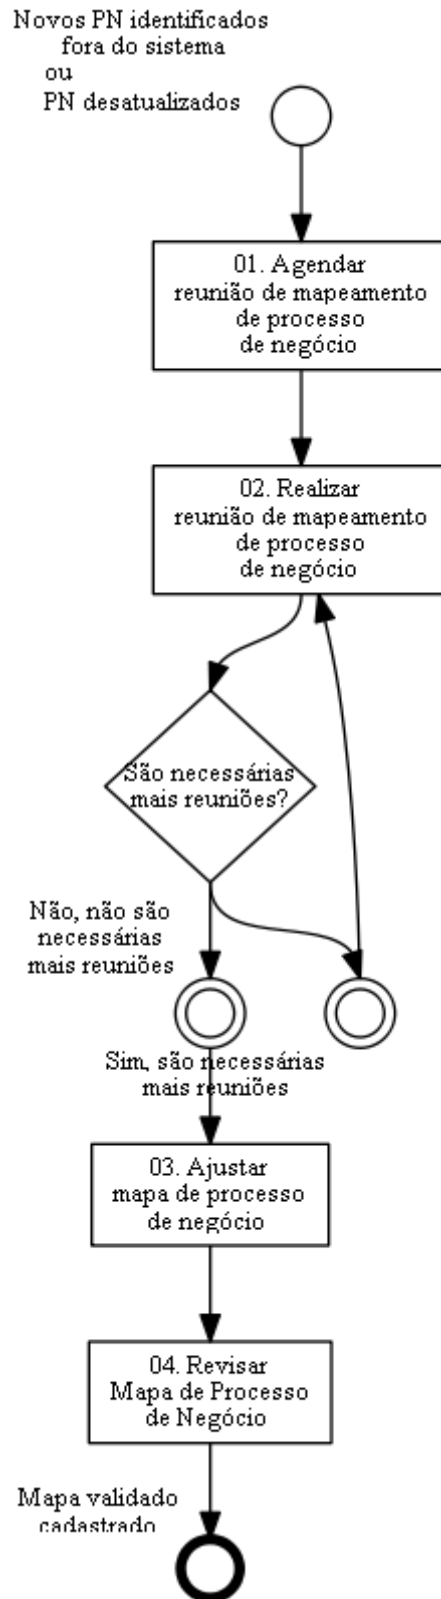 Novos PN identificados
fora do sistema
ou
PN desatualizados
01. Agendar
reunião de mapeamento
de processo
de negócio
02. Realizar
reunião de mapeamento
de processo
de negócio
São necessárias
mais reuniões?
Não, não são
necessárias
mais reuniões
Sim, são necessárias
mais reuniões
03. Ajustar
mapa de processo
de negócio
04. Revisar
Mapa de Processo
de Negócio
Mapa validado
cadastrado